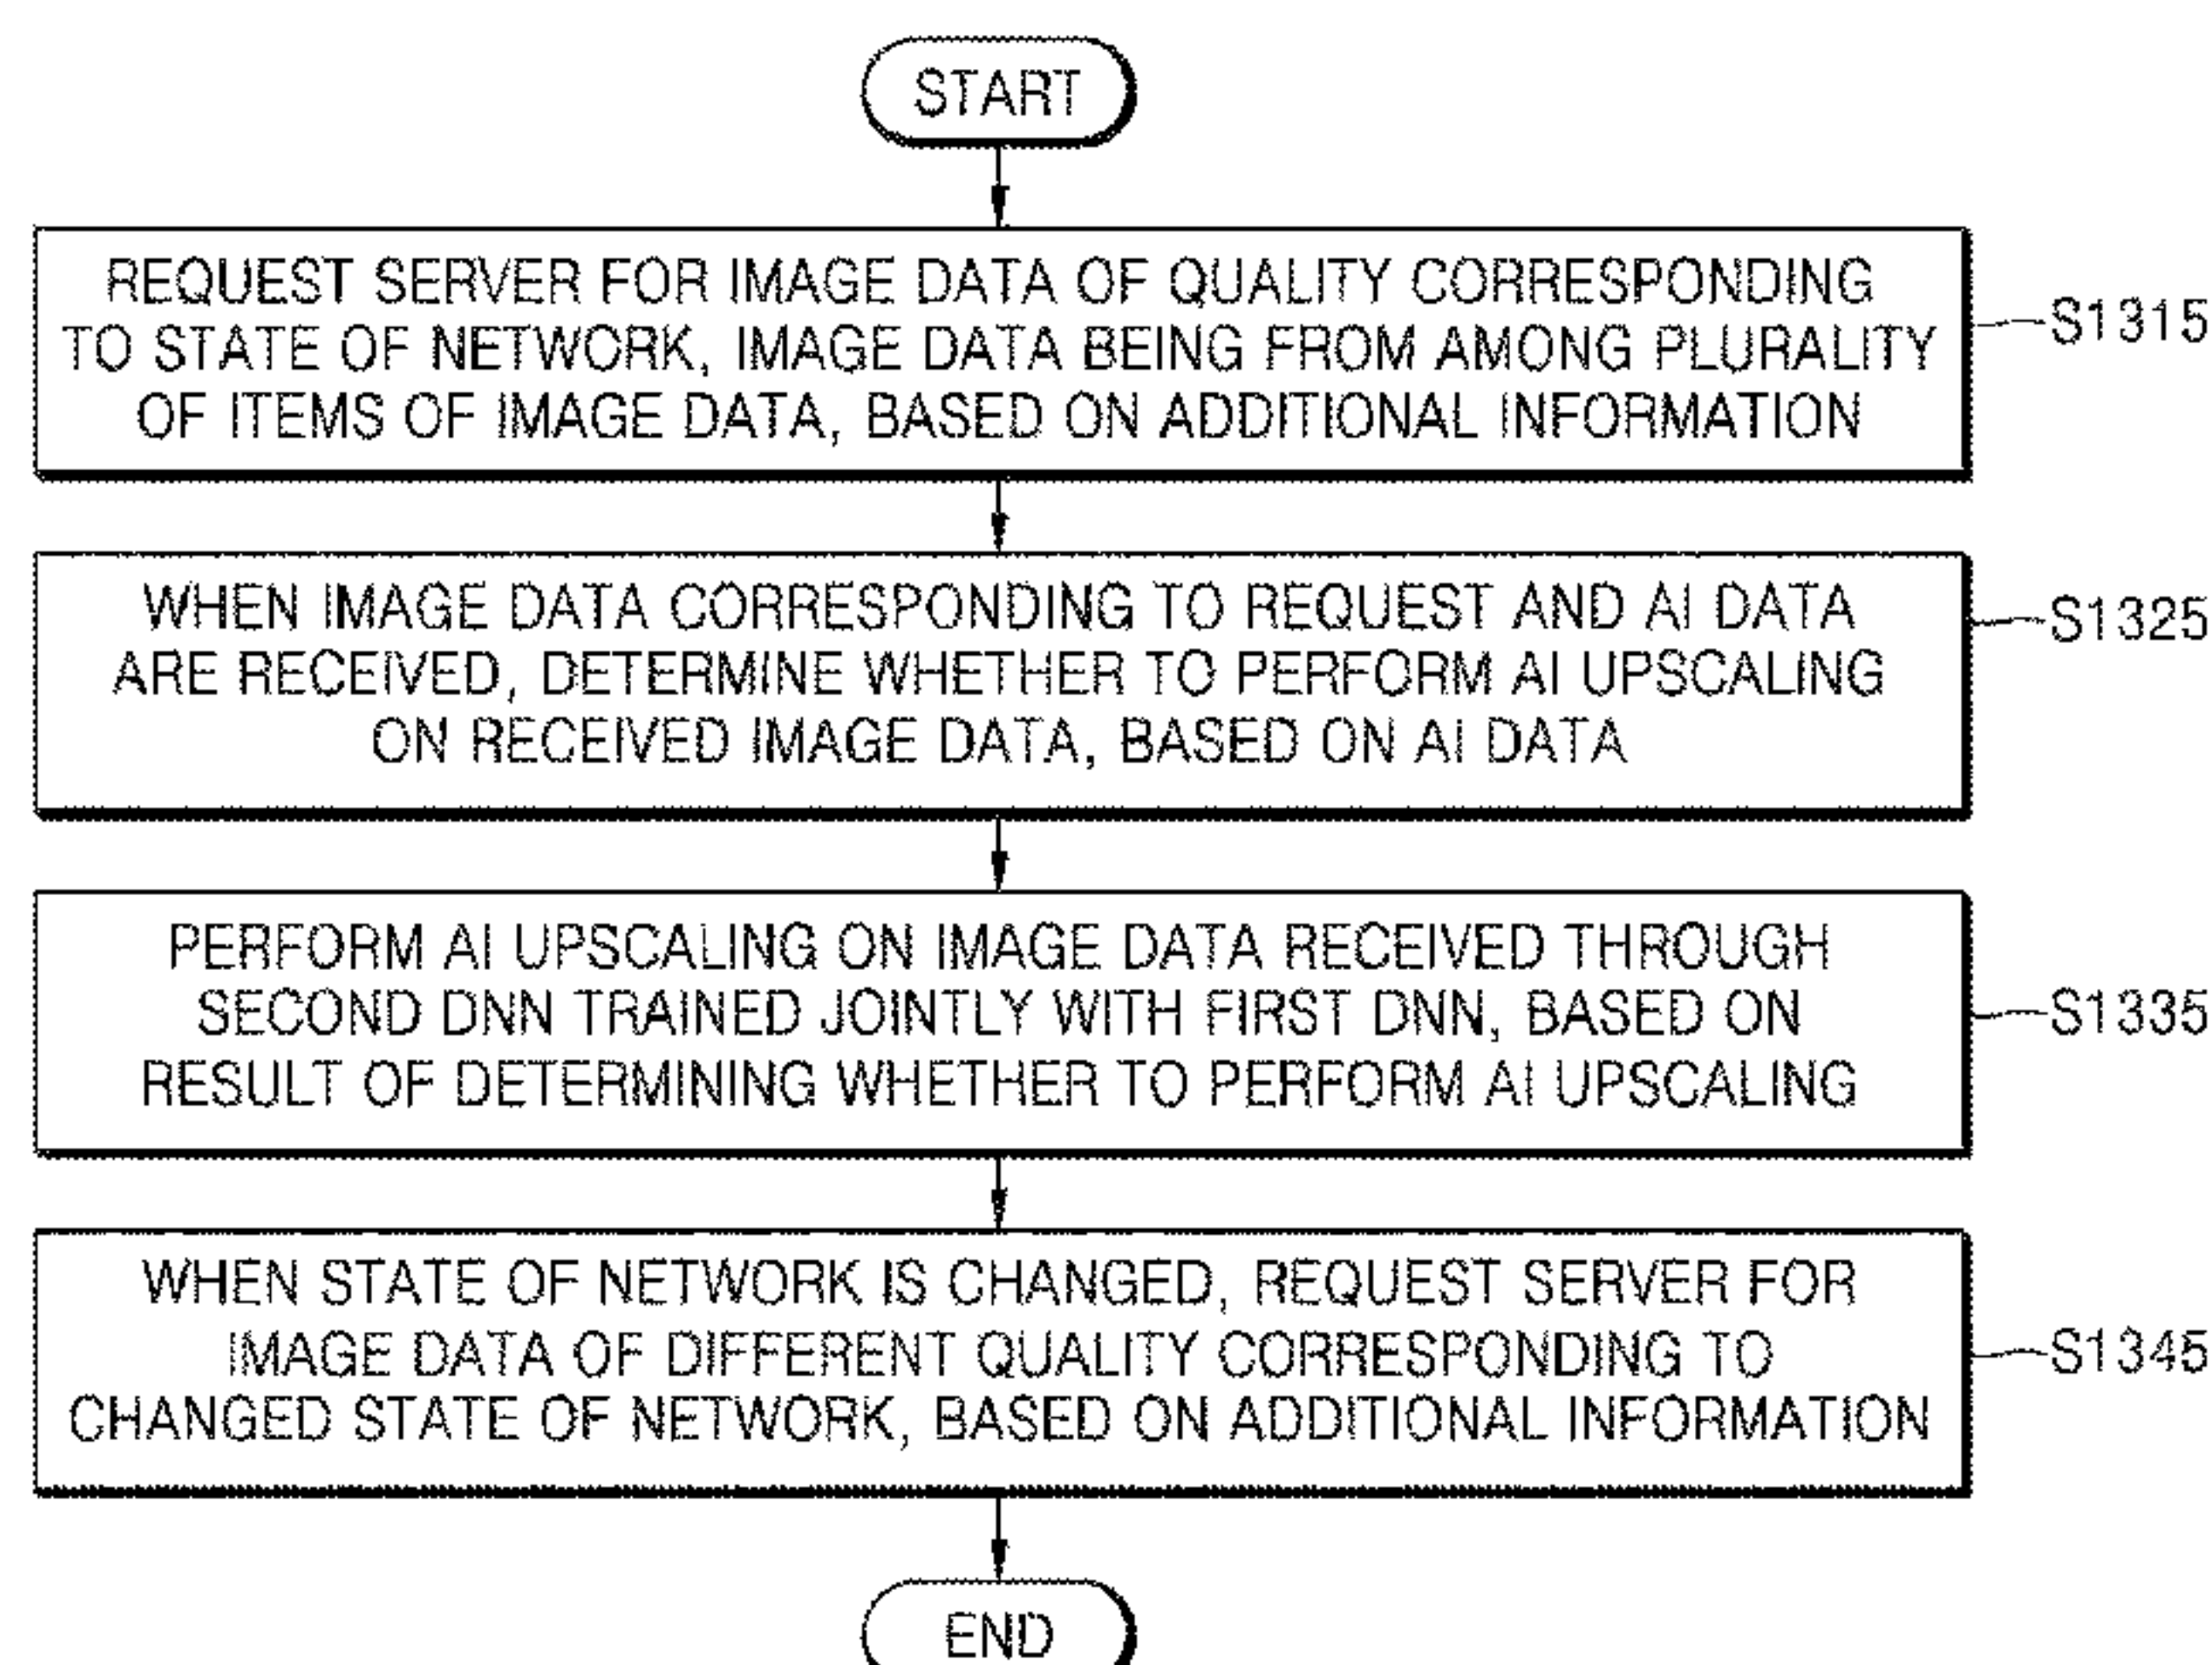 START
REQUEST SERVER FOR IMAGE DATA OF QUALITY CORRESPONDING
TO STATE OF NETWORK, IMAGE DATA BEING FROM AMONG PLURALITY
OF ITEMS OF IMAGE DATA, BASED ON ADDITIONAL INFORMATION
S1315
WHEN IMAGE DATA CORRESPONDING TO REQUEST AND AI DATA
ARE RECEIVED, DETERMINE WHETHER TO PERFORM AI UPSCALING
ON RECEIVED IMAGE DATA, BASED ON AI DATA
S1325
PERFORM AI UPSCALING ON IMAGE DATA RECEIVED THROUGH
SECOND DNN TRAINED JOINTLY WITH FIRST DNN, BASED ON
RESULT OF DETERMINING WHETHER TO PERFORM AI UPSCALING
S1335
WHEN STATE OF NETWORK IS CHANGED, REQUEST SERVER FOR
IMAGE DATA OF DIFFERENT QUALITY CORRESPONDING TO
CHANGED STATE OF NETWORK, BASED ON ADDITIONAL INFORMATION
S1345
END